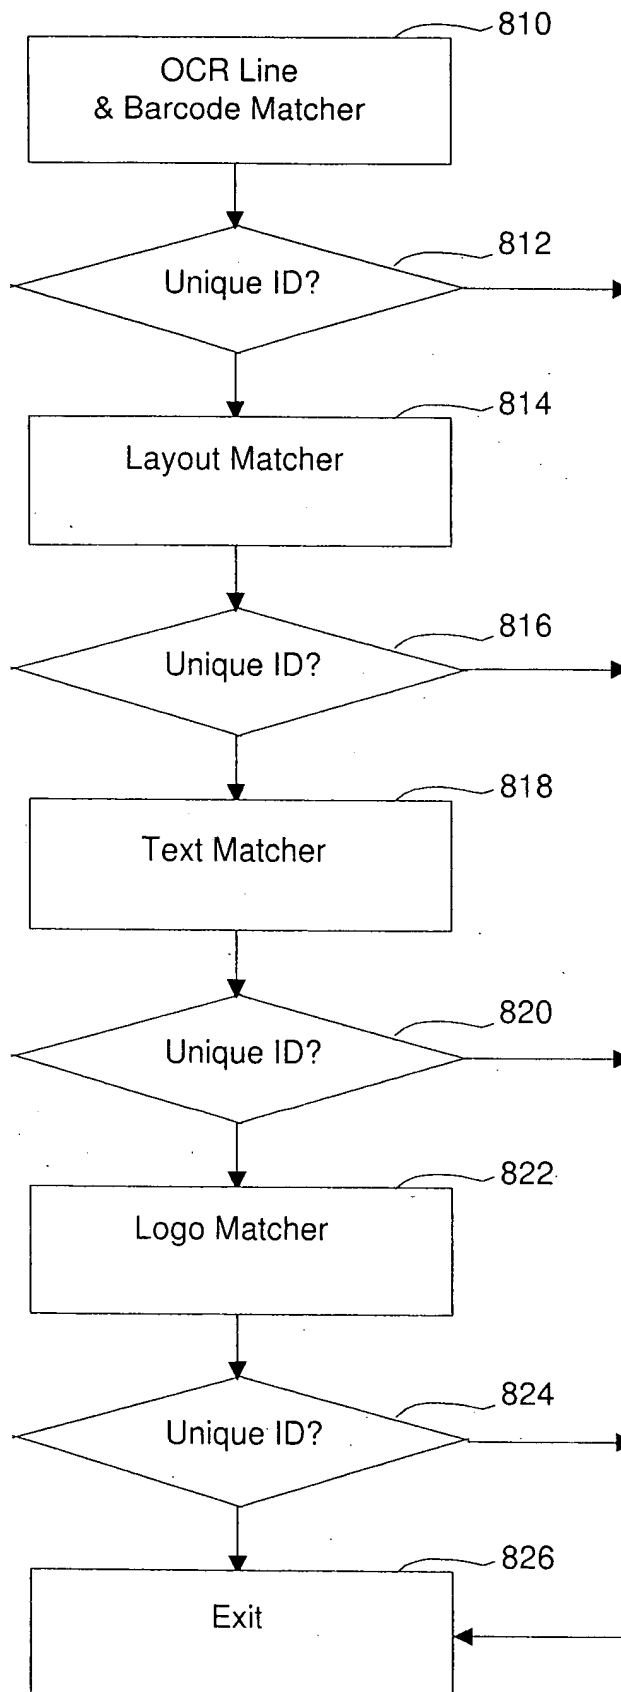 810
OCR Line
& Barcode Matcher
812
Unique ID?
814
Layout Matcher
816
Unique ID?
818
Text Matcher
820
Unique ID?
822
Logo Matcher
824
Unique ID?
826
Exit